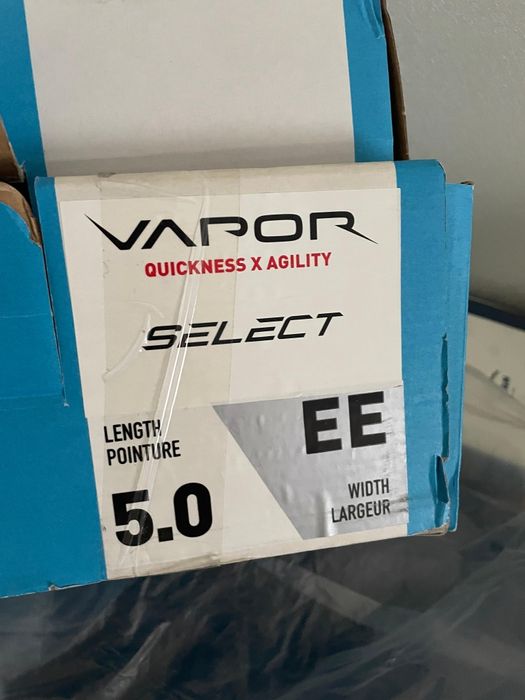 VAPOR
QUICKNESS X AGILITY
SELECT
LENGTH
POINTURE
5.0
EE
WIDTH
LARGEUR